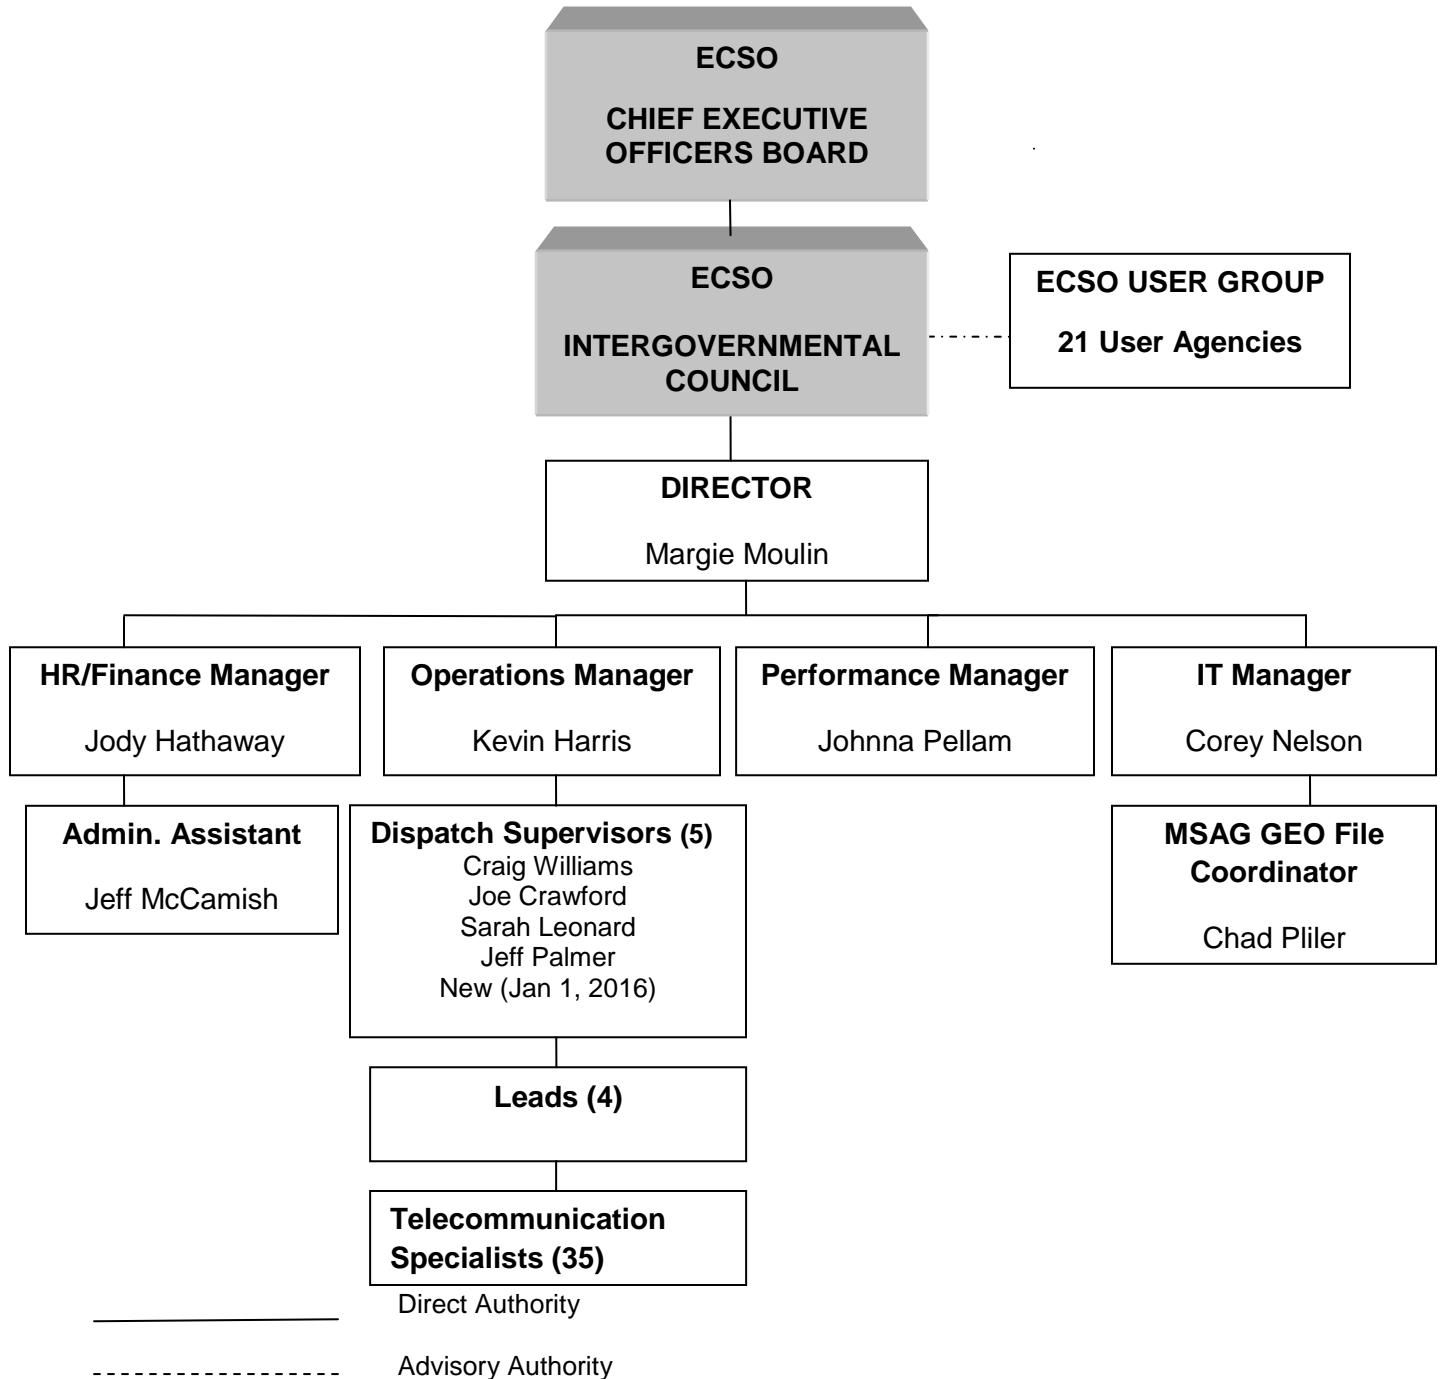 ECSO
CHIEF EXECUTIVE
OFFICERS BOARD
ECSO
INTERGOVERNMENTAL
COUNCIL
ECSO USER GROUP
21 User Agencies
DIRECTOR
Margie Moulin
HR/Finance Manager
Jody Hathaway
Operations Manager
Kevin Harris
Performance Manager
Johnna Pellam
IT Manager
Corey Nelson
Admin. Assistant
Jeff McCamish
Dispatch Supervisors (5)
Craig Williams
Joe Crawford
Sarah Leonard
Jeff Palmer
New (Jan 1, 2016)
MSAG GEO File
Coordinator
Chad Pliler
Leads (4)
Telecommunication
Specialists (35)
Direct Authority
Advisory Authority